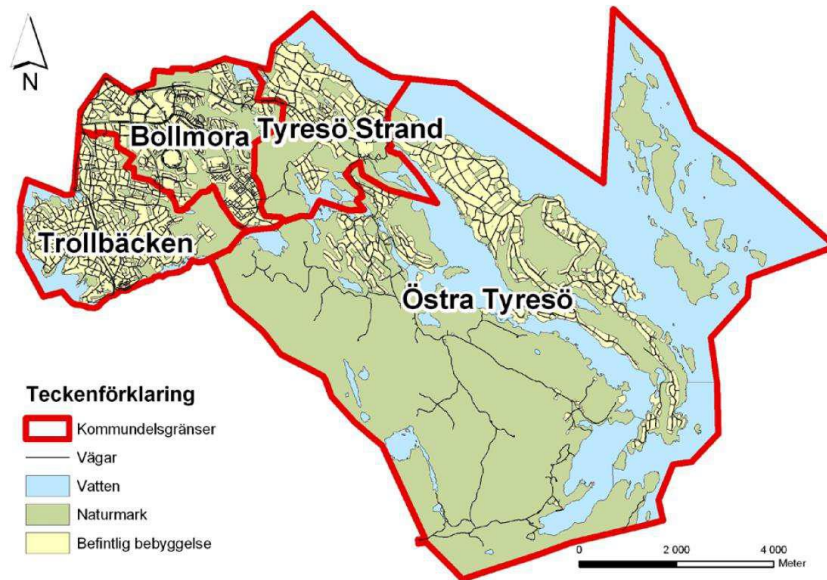 N
Bollmora
Tyresö Strand
Trollbäcken
Östra Tyresö
Teckenförklaring
Kommundelsgränser
Vägar
Vatten
Naturmark
Befintlig bebyggelse
0 2 000 4 000
Meter